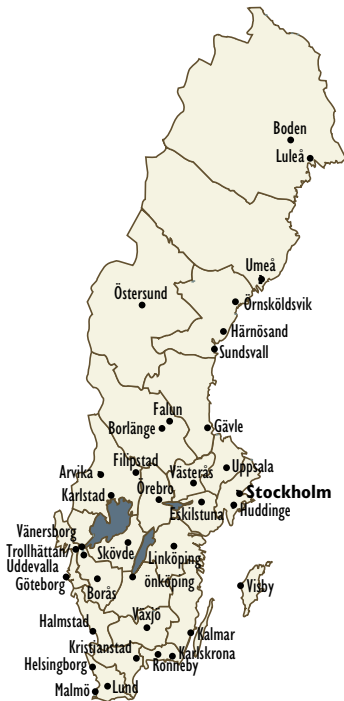 Boden
Luleå
Umeå
Östersund
Örnsköldsvik
Härnösand
Sundsvall
Falun
Borlänge
Gävle
Filipstad
Arvika
Västerås
Uppsala
Karlstad
Örebro
Stockholm
Eskilstuna
Huddinge
Vänersborg
Trollhättan/
Uddevalla
Skövde
Linköping
Göteborg
Borås
önköping
Visby
Halmstad
Växjö
Kalmar
Kristianstad
Karlskrona
Ronneby
Helsingborg
Malmö
Lund